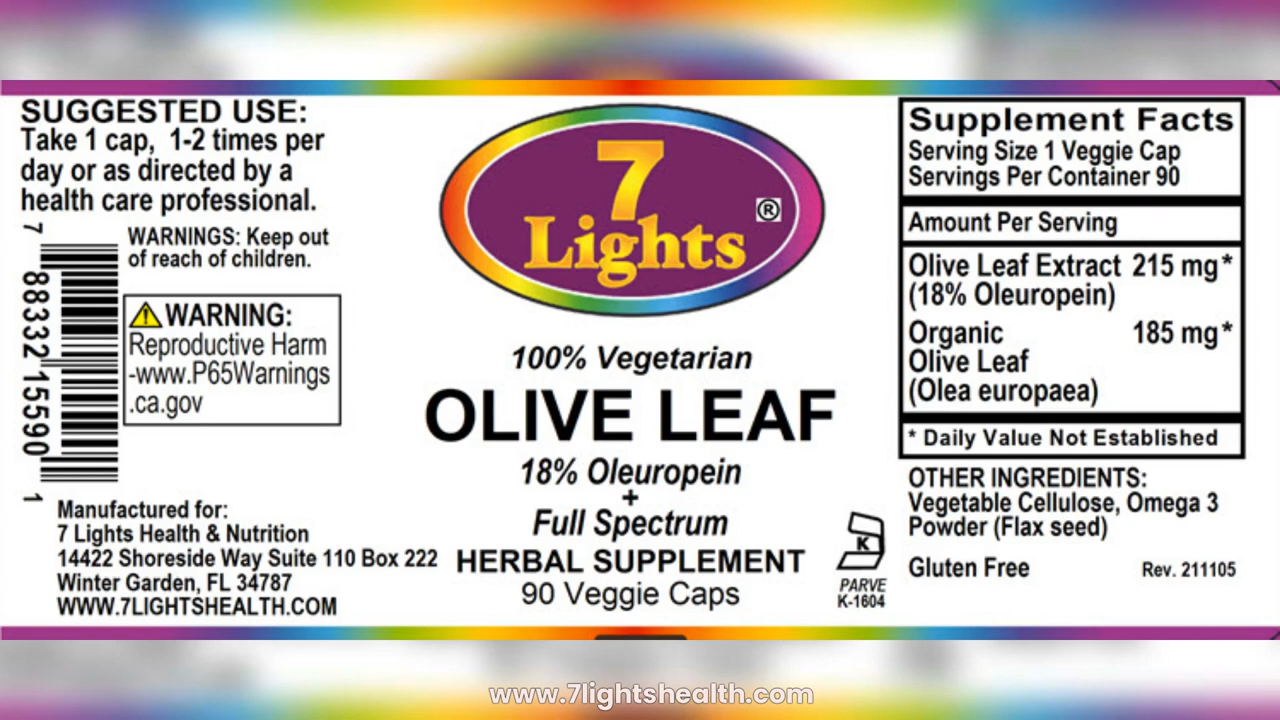 SUGGESTED USE:
Take 1 cap, 1-2 times per
day or as directed by a
health care professional.
WARNINGS: Keep out
of reach of children.
WARNING:
Reproductive Harm
-www.P65Warnings
.ca.gov
7 88332 15590 1
Manufactured for:
7 Lights Health & Nutrition
14422 Shoreside Way Suite 110 Box 222
Winter Garden, FL 34787
WWW.7LIGHTSHEALTH.COM
7
Lights ®
100% Vegetarian
OLIVE LEAF
18% Oleuropein
+
Full Spectrum
HERBAL SUPPLEMENT
90 Veggie Caps
K
PARVE
K-1604
Supplement Facts
Serving Size 1 Veggie Cap
Servings Per Container 90
Amount Per Serving
Olive Leaf Extract 215 mg*
(18% Oleuropein)
Organic 185 mg*
Olive Leaf
(Olea europaea)
* Daily Value Not Established
OTHER INGREDIENTS:
Vegetable Cellulose, Omega 3
Powder (Flax seed)
Gluten Free Rev. 211105
www.7lightshealth.com